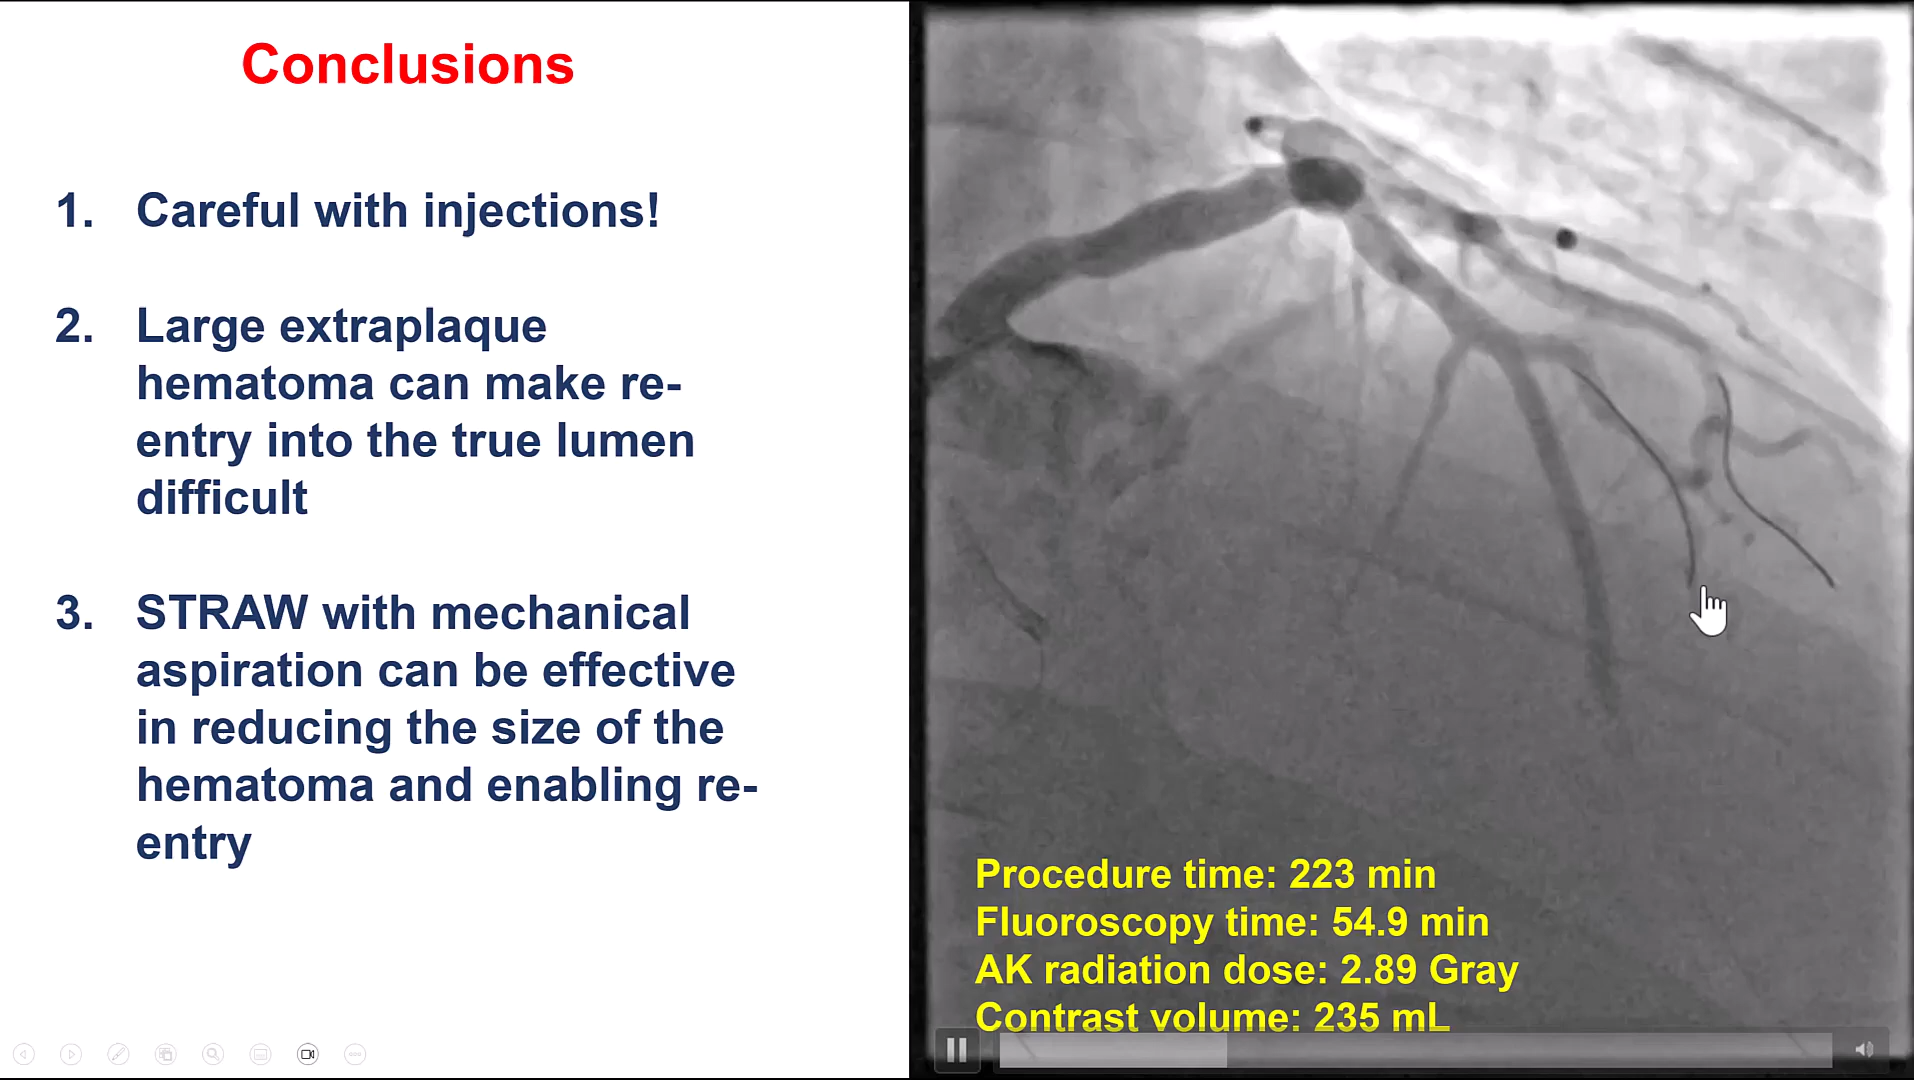 Conclusions
1. Careful with injections!
2. Large extraplaque
hematoma can make re-
entry into the true lumen
difficult
3. STRAW with mechanical
aspiration can be effective
in reducing the size of the
hematoma and enabling re-
entry
Procedure time: 223 min
Fluoroscopy time: 54.9 min
AK radiation dose: 2.89 Gray
Contrast volume: 235 mL